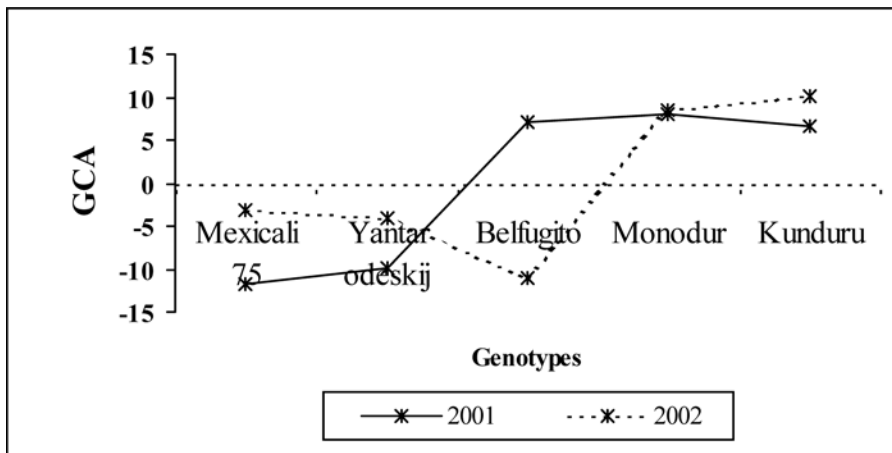 15
10
5
0
-5
-10
-15
GCA
Mexicali Yantar Belfugito Monodur Kunduru
75 odeskij
Genotypes
2001 2002